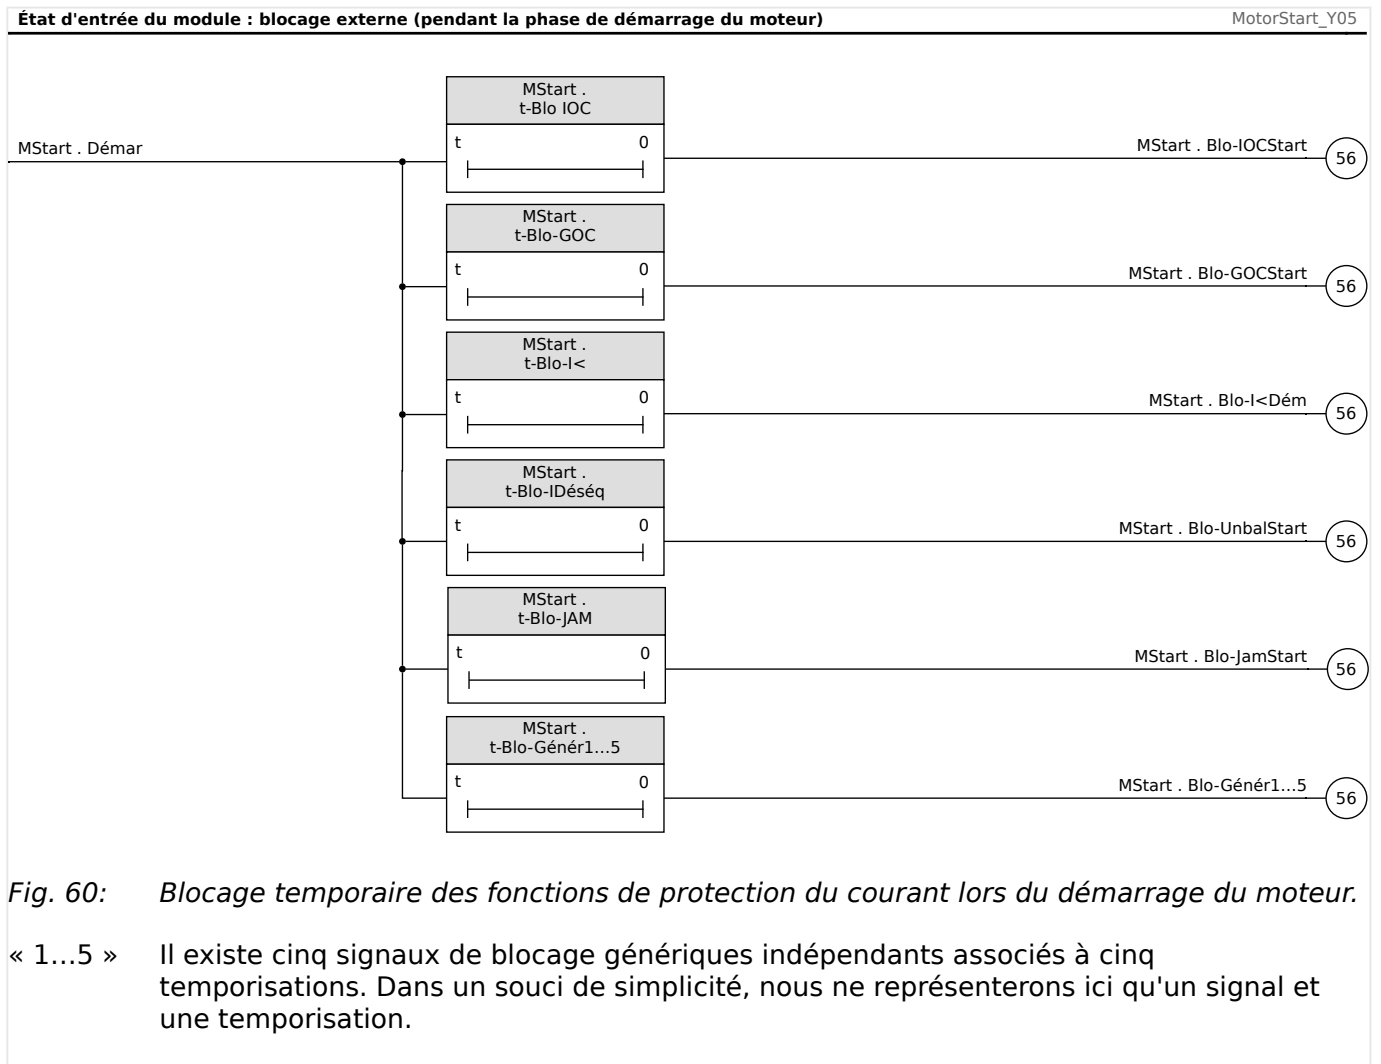 État d'entrée du module : blocage externe (pendant la phase de démarrage du moteur)
MotorStart_Y05
MStart .
t-Blo IOC
MStart . Démar
t 0
MStart . Blo-IOCStart
56
MStart .
t-Blo-GOC
t 0
MStart . Blo-GOCStart
56
MStart .
t-Blo-I<
t 0
MStart . Blo-I<Dém
56
MStart .
t-Blo-IDéséq
t 0
MStart . Blo-UnbalStart
56
MStart .
t-Blo-JAM
t 0
MStart . Blo-JamStart
56
MStart .
t-Blo-Génér1...5
t 0
MStart . Blo-Génér1...5
56
Fig. 60: Blocage temporaire des fonctions de protection du courant lors du démarrage du moteur.
« 1...5 » Il existe cinq signaux de blocage génériques indépendants associés à cinq
temporisations. Dans un souci de simplicité, nous ne représenterons ici qu'un signal et
une temporisation.